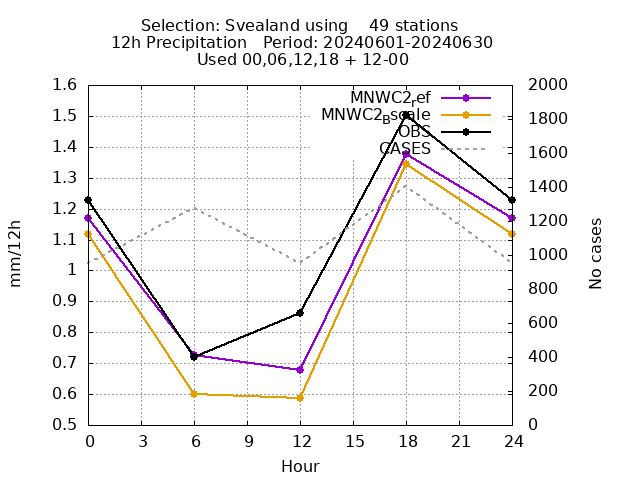 Selection: Svealand using    49 stations
12h Precipitation   Period: 20240601-20240630
Used 00,06,12,18 + 12-00
MNWC2_ref
MNWC2_Bscale
OBS
CASES
mm/12h
1.6
1.5
1.4
1.3
1.2
1.1
1
0.9
0.8
0.7
0.6
0.5
2000
1800
1600
1400
1200
1000
800
600
400
200
0
No cases
0 3 6 9 12 15 18 21 24
Hour